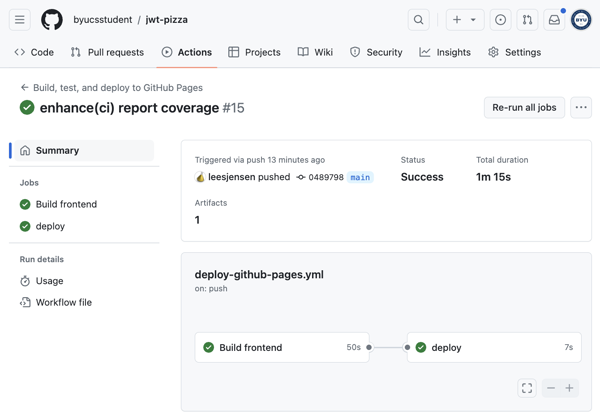 byucsstudent / jwt-pizza
BYU
Code Pull requests Actions Projects Wiki Security Insights Settings
Build, test, and deploy to GitHub Pages
enhance(ci) report coverage #15
Re-run all jobs
Summary
Jobs
Build frontend
deploy
Run details
Usage
Workflow file
Triggered via push 13 minutes ago
leesjensen pushed 0489798 main
Status
Success
Total duration
1m 15s
Artifacts
1
deploy-github-pages.yml
on: push
Build frontend 50s
deploy 7s